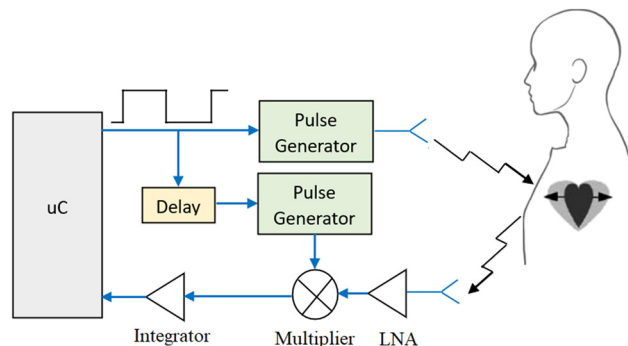 Pulse
Generator
uC
Delay
Pulse
Generator
Integrator
Multiplier
LNA